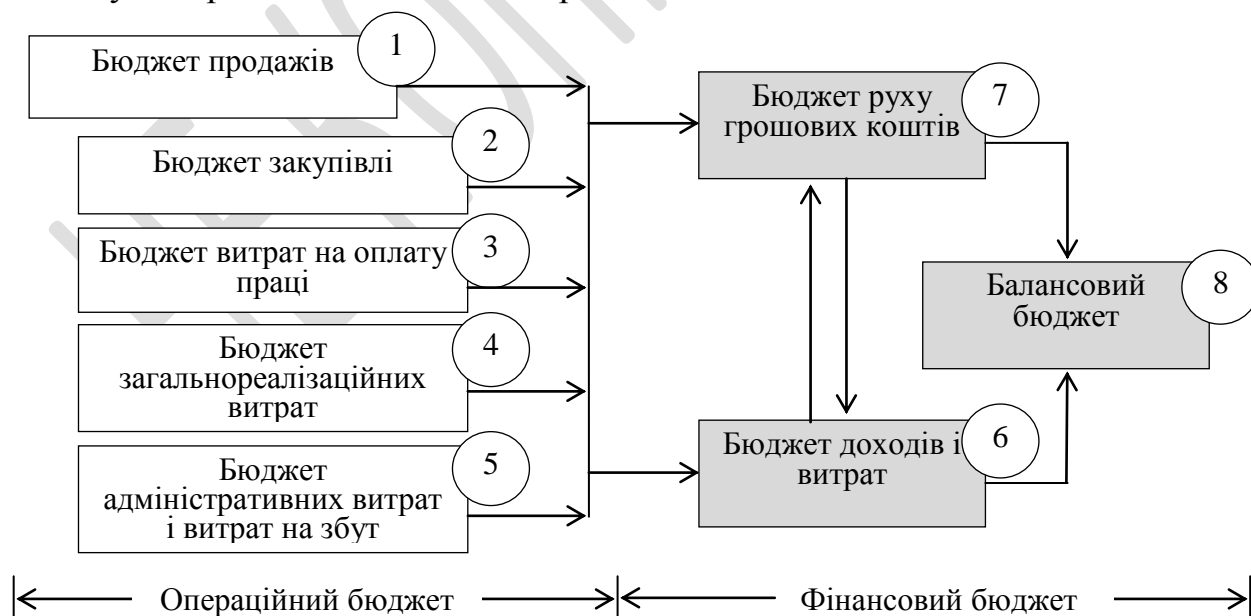 1
Бюджет продажів
2
Бюджет закупівлі
3
Бюджет витрат на оплату
праці
4
Бюджет
загальнореалізаційних
витрат
5
Бюджет
адміністративних витрат
і витрат на збут
7
Бюджет руху
грошових коштів
8
Балансовий
бюджет
6
Бюджет доходів і
витрат
Операційний бюджет
Фінансовий бюджет